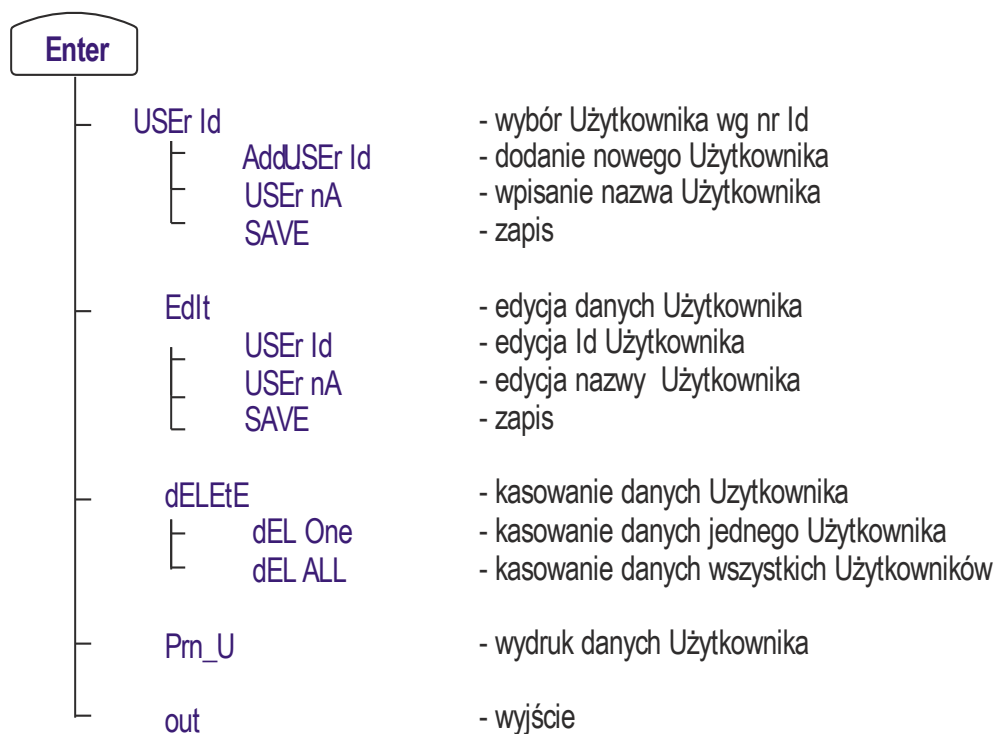 Enter
USEr Id - wybór Użytkownika wg nr Id
AddUSEr Id - dodanie nowego Użytkownika
USEr nA - wpisanie nazwa Użytkownika
SAVE - zapis
EdIt - edycja danych Użytkownika
USEr Id - edycja Id Użytkownika
USEr nA - edycja nazwy Użytkownika
SAVE - zapis
dELEtE - kasowanie danych Uzytkownika
dEL One - kasowanie danych jednego Użytkownika
dEL ALL - kasowanie danych wszystkich Użytkowników
Prn_U - wydruk danych Użytkownika
out - wyjście